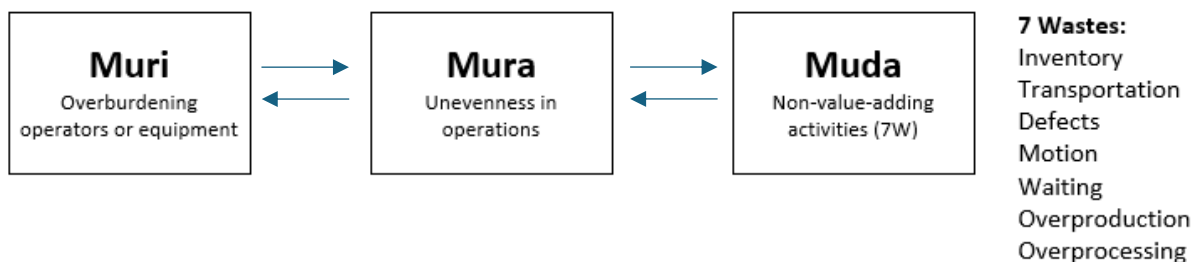 Muri
Overburdening
operators or equipment
Mura
Unevenness in
operations
Muda
Non-value-adding
activities (7W)
7 Wastes:
Inventory
Transportation
Defects
Motion
Waiting
Overproduction
Overprocessing